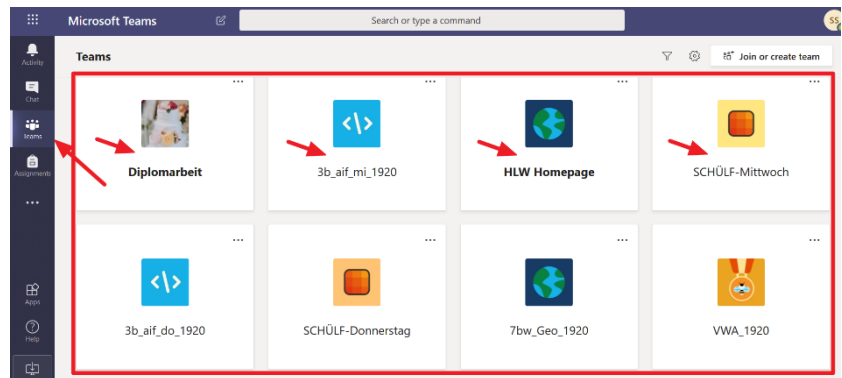 Microsoft Teams
Search or type a command
SS
Activity
Teams
Join or create team
Chat
Teams
Diplomarbeit
3b_aif_mi_1920
HLW Homepage
SCHÜLF-Mittwoch
Assignments
3b_aif_do_1920
SCHÜLF-Donnerstag
7bw_Geo_1920
VWA_1920
Apps
Help